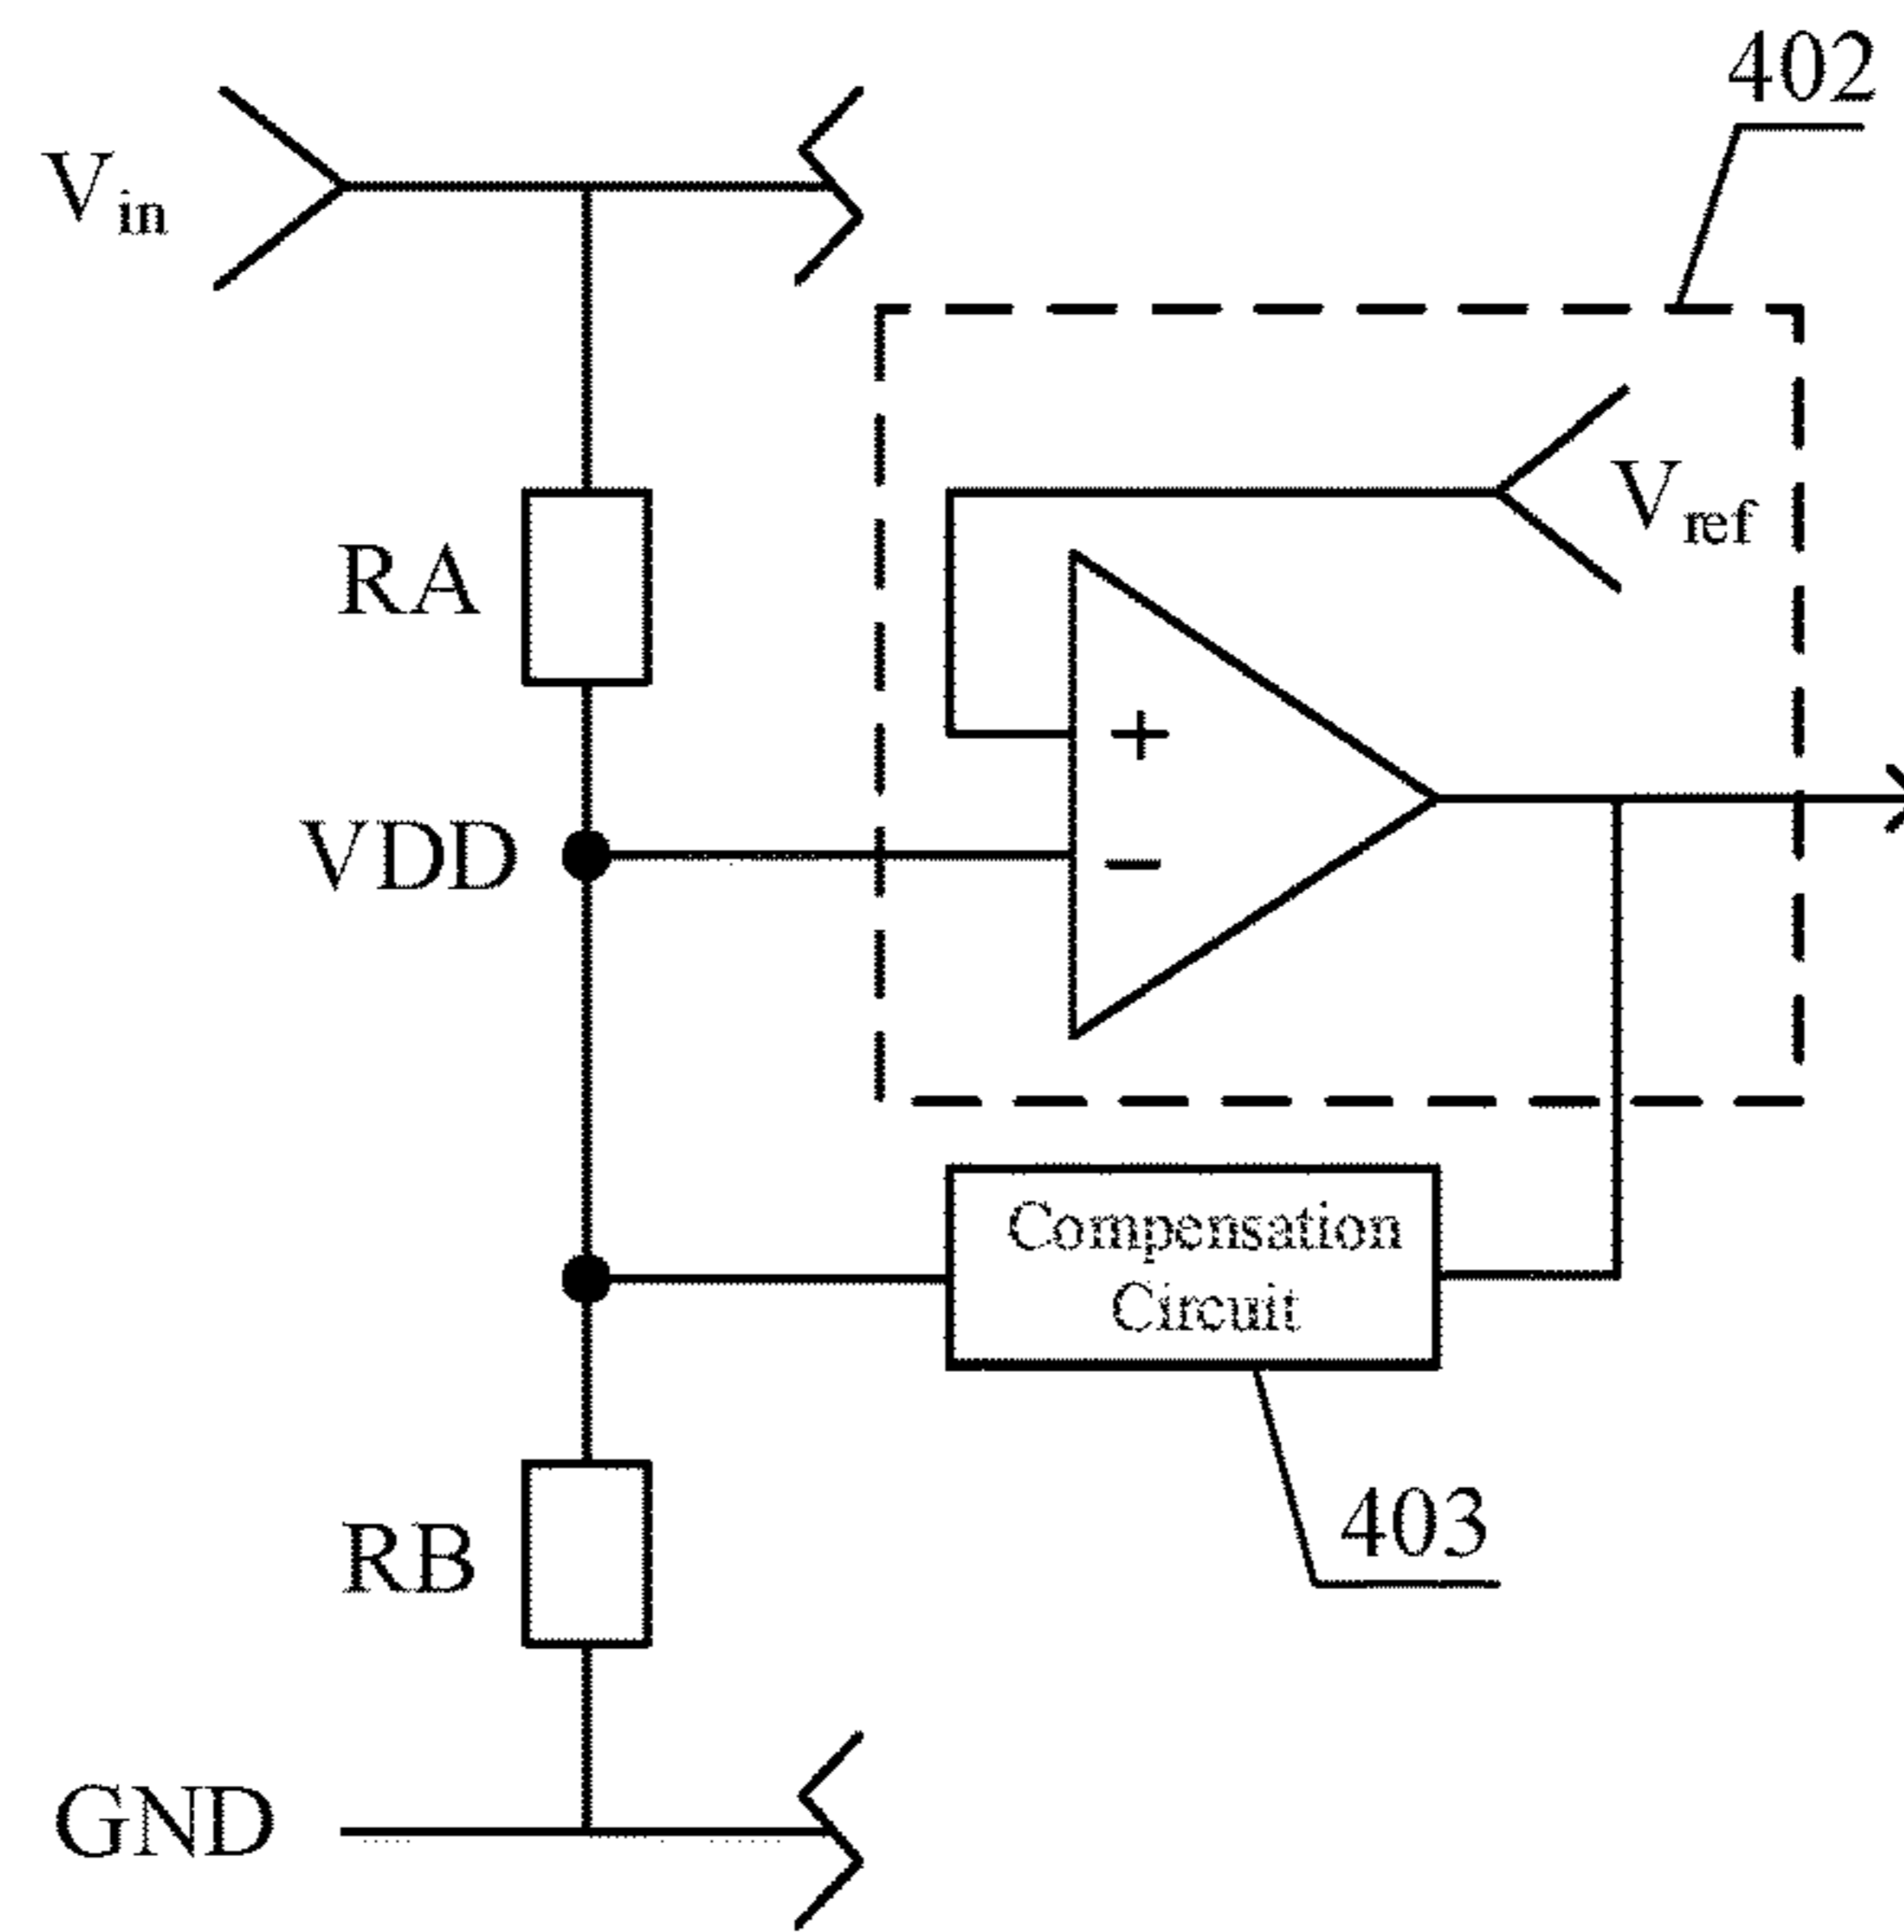 402
Vin
Vref
RA
+
VDD
−
Compensation
Circuit
403
RB
GND